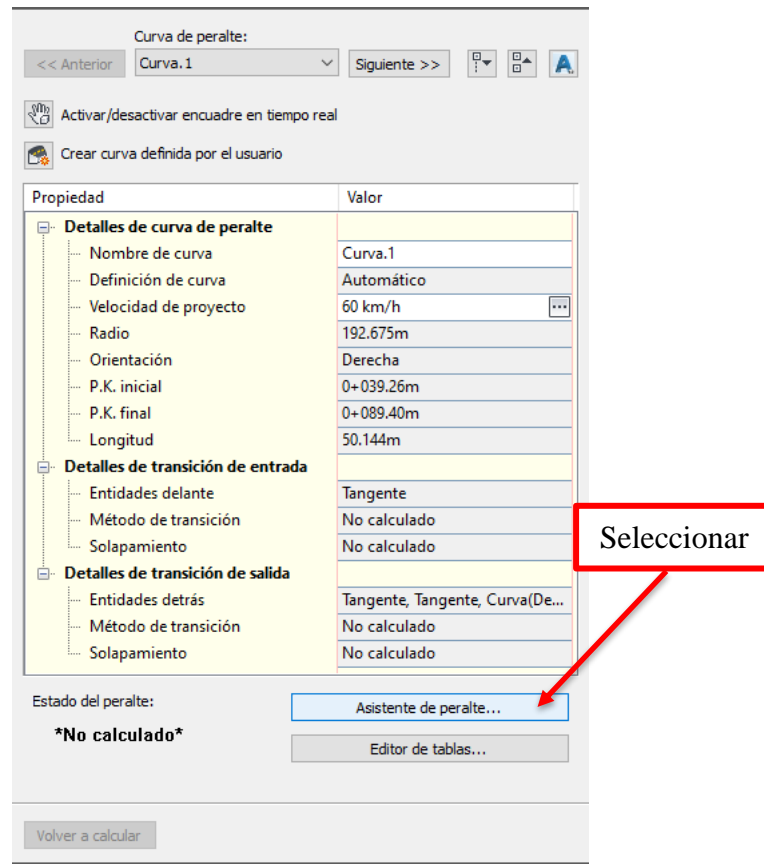 Curva de peralte:
<< Anterior Curva.1 Siguiente >>
Activar/desactivar encuadre en tiempo real
Crear curva definida por el usuario
Propiedad Valor
Detalles de curva de peralte
Nombre de curva Curva.1
Definición de curva Automático
Velocidad de proyecto 60 km/h ...
Radio 192.675m
Orientación Derecha
P.K. inicial 0+039.26m
P.K. final 0+089.40m
Longitud 50.144m
Detalles de transición de entrada
Entidades delante Tangente
Método de transición No calculado
Solapamiento No calculado
Detalles de transición de salida
Entidades detrás Tangente, Tangente, Curva(De...
Método de transición No calculado
Solapamiento No calculado
Seleccionar
Estado del peralte: Asistente de peralte...
*No calculado* Editor de tablas...
Volver a calcular